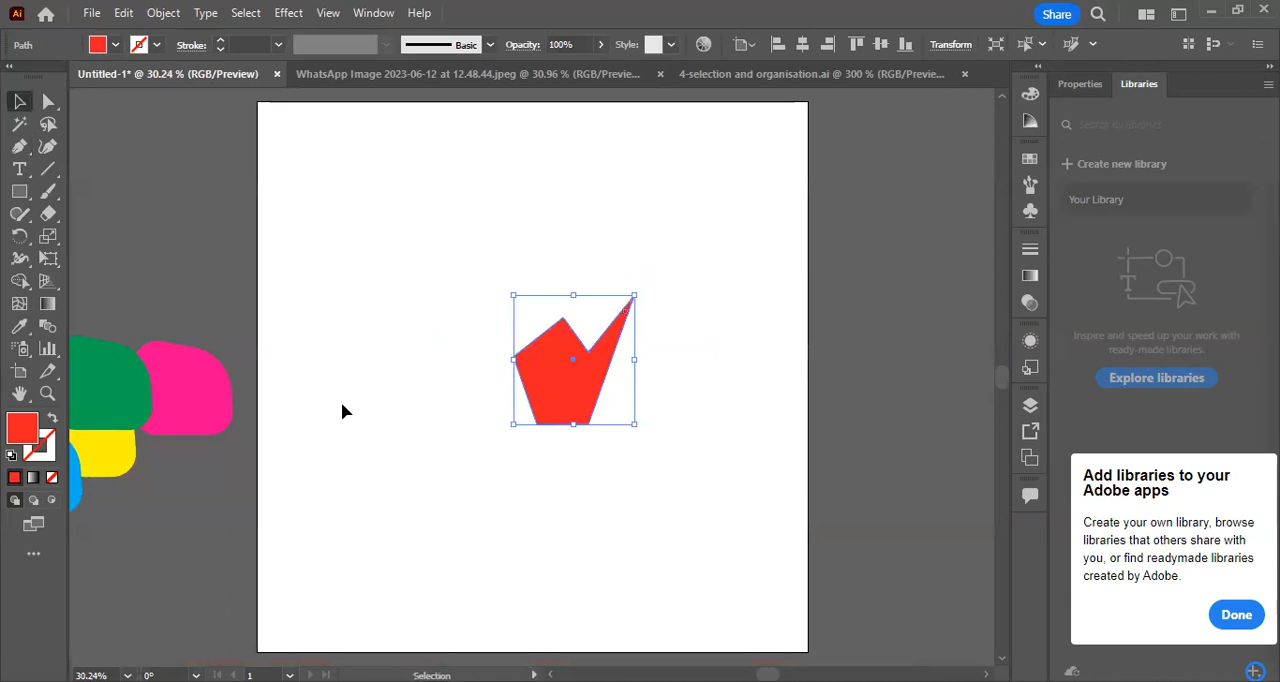 Ai File Edit Object Type Select Effect View Window Help Share
Path Stroke: Basic Opacity: 100% Style: Transform
Untitled-1* @ 30.24 % (RGB/Preview) × WhatsApp Image 2023-06-12 at 12.48.44.jpeg @ 30.96 % (RGB/Previe... × 4-selection and organisation.ai @ 300 % (RGB/Preview)... ×
Properties Libraries
Create new library
Your Library
Inspire and speed up your work with
ready-made libraries.
Explore libraries
Add libraries to your
Adobe apps
Create your own library, browse
libraries that others share with
you, or find readymade libraries
created by Adobe.
Done
30.24% 0° 1 Selection